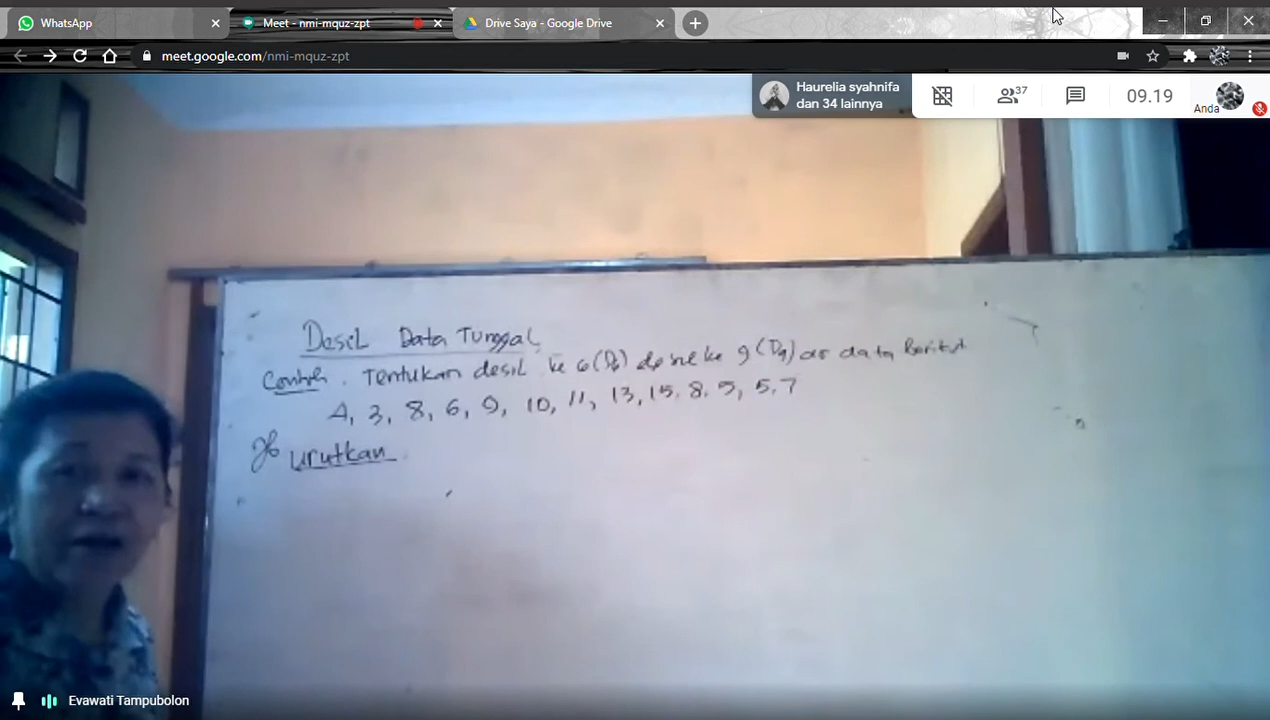 WhatsApp
Meet - nmi-mquz-zpt
Drive Saya - Google Drive
meet.google.com/nmi-mquz-zpt
Haurelia syahnifa
dan 34 lainnya
37
09.19
Anda
Desil Data Tunggal
Contoh. Tentukan desil ke 6 (D6) desil ke 9 (D9) dr data berikut
4, 3, 8, 6, 9, 10, 11, 13, 15, 8, 5, 5, 7
urutkan
Evawati Tampubolon